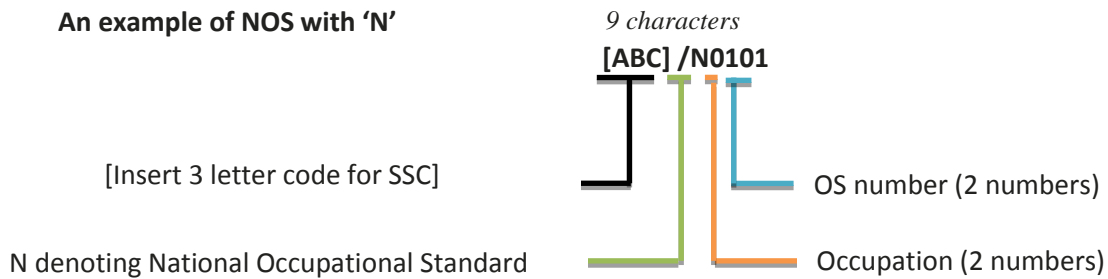 An example of NOS with ‘N’
9 characters
[ABC] /N0101
[Insert 3 letter code for SSC]
OS number (2 numbers)
N denoting National Occupational Standard
Occupation (2 numbers)